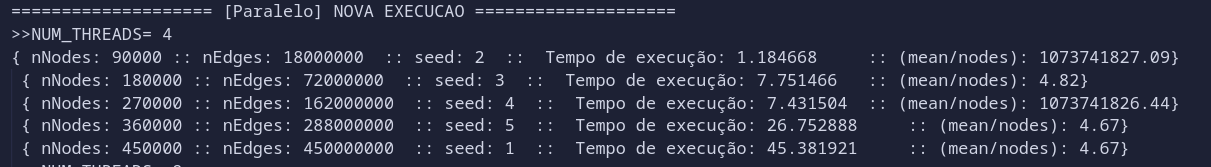 ==================== [Paralelo] NOVA EXECUCAO ====================
>>NUM_THREADS= 4
{ nNodes: 90000 :: nEdges: 18000000 :: seed: 2 :: Tempo de execução: 1.184668 :: (mean/nodes): 1073741827.09}
{ nNodes: 180000 :: nEdges: 72000000 :: seed: 3 :: Tempo de execução: 7.751466 :: (mean/nodes): 4.82}
{ nNodes: 270000 :: nEdges: 162000000 :: seed: 4 :: Tempo de execução: 7.431504 :: (mean/nodes): 1073741826.44}
{ nNodes: 360000 :: nEdges: 288000000 :: seed: 5 :: Tempo de execução: 26.752888 :: (mean/nodes): 4.67}
{ nNodes: 450000 :: nEdges: 450000000 :: seed: 1 :: Tempo de execução: 45.381921 :: (mean/nodes): 4.67}